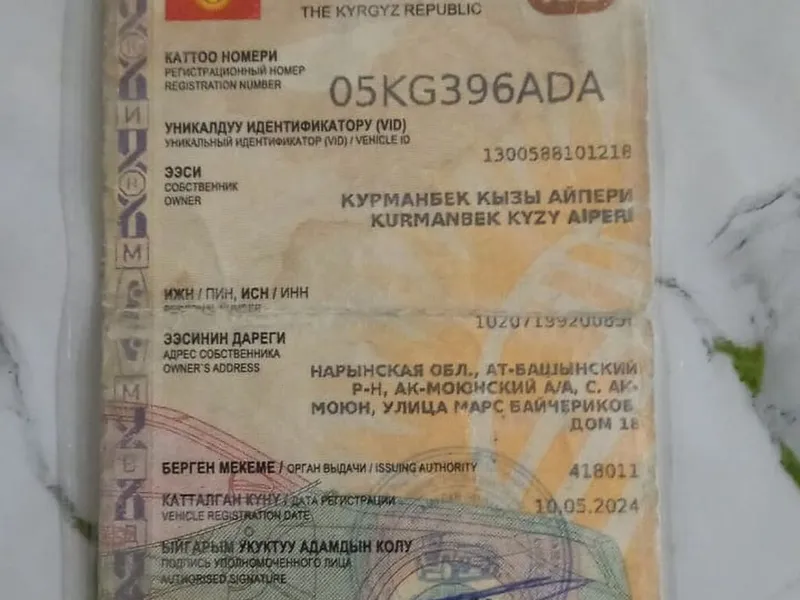 THE KYRGYZ REPUBLIC
КАТТОО НОМЕРИ
РЕГИСТРАЦИОННЫЙ НОМЕР
REGISTRATION NUMBER
05KG396ADA
УНИКАЛДУУ ИДЕНТИФИКАТОРУ (VID)
УНИКАЛЬНЫЙ ИДЕНТИФИКАТОР (VID) / VEHICLE ID
1300588101218
ЭЭСИ
СОБСТВЕННИК
OWNER
КУРМАНБЕК КЫЗЫ АЙПЕРИ
KURMANBEK KYZY AIPERI
ИЖН / ПИН, ИСН / ИНН
PERSONAL NUMBER
ЭЭСИНИН ДАРЕГИ
АДРЕС СОБСТВЕННИКА
OWNER'S ADDRESS
НАРЫНСКАЯ ОБЛ., АТ-БАШЫНСКИЙ
Р-Н, АК-МОЮНСКИЙ А/А, С. АК-
МОЮН, УЛИЦА МАРС БАЙЧЕРИКОВ,
ДОМ 18
БЕРГЕН МЕКЕМЕ / ОРГАН ВЫДАЧИ / ISSUING AUTHORITY
418011
КАТТАЛГАН КҮНҮ / ДАТА РЕГИСТРАЦИИ
VEHICLE REGISTRATION DATE
10.05.2024
ЫЙГАРЫМ УКУКТУУ АДАМДЫН КОЛУ
ПОДПИСЬ УПОЛНОМОЧЕННОГО ЛИЦА
AUTHORISED SIGNATURE